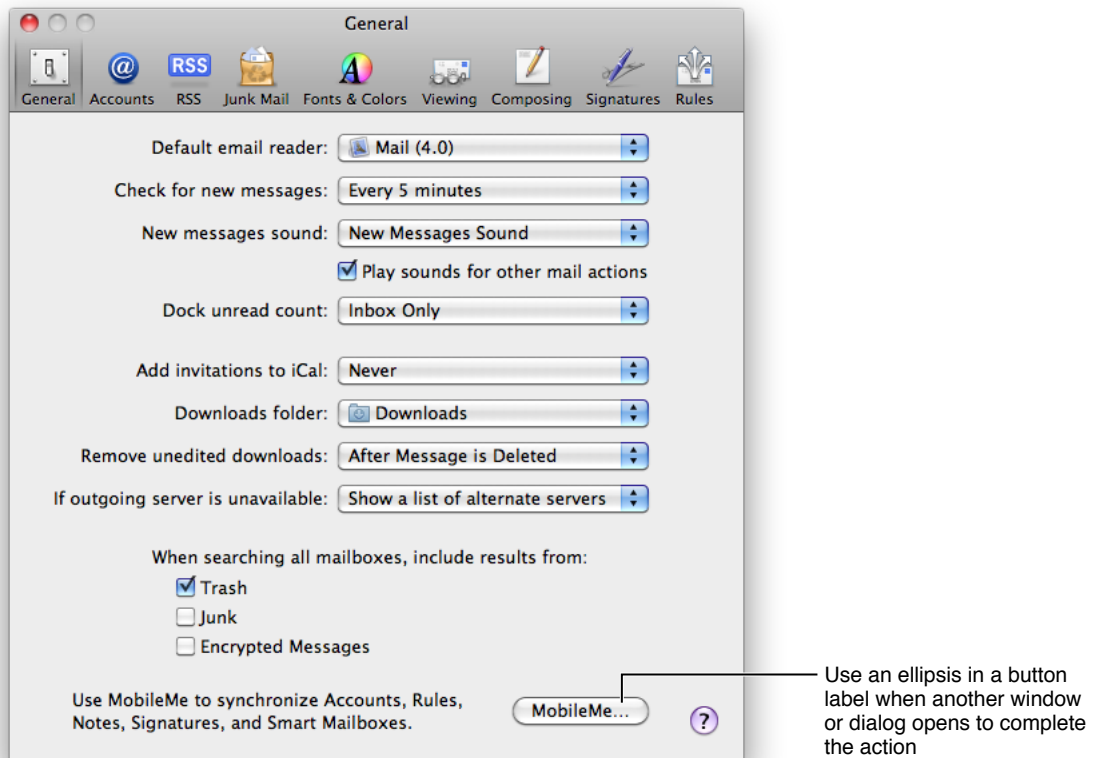 General
RSS
General Accounts RSS Junk Mail Fonts & Colors Viewing Composing Signatures Rules
Default email reader: Mail (4.0)
Check for new messages: Every 5 minutes
New messages sound: New Messages Sound
Play sounds for other mail actions
Dock unread count: Inbox Only
Add invitations to iCal: Never
Downloads folder: Downloads
Remove unedited downloads: After Message is Deleted
If outgoing server is unavailable: Show a list of alternate servers
When searching all mailboxes, include results from:
Trash
Junk
Encrypted Messages
Use MobileMe to synchronize Accounts, Rules,
Notes, Signatures, and Smart Mailboxes.
MobileMe...
?
Use an ellipsis in a button
label when another window
or dialog opens to complete
the action